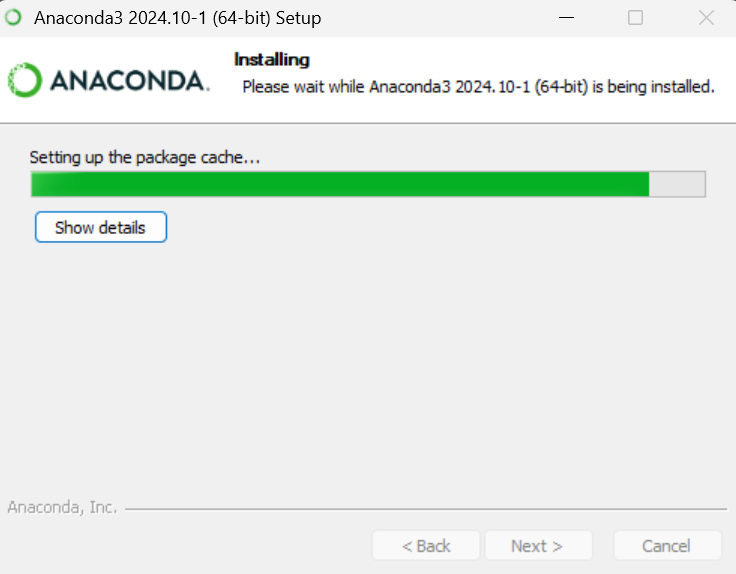 Anaconda3 2024.10-1 (64-bit) Setup
ANACONDA.
Installing
Please wait while Anaconda3 2024.10-1 (64-bit) is being installed.
Setting up the package cache...
Show details
Anaconda, Inc.
< Back
Next >
Cancel